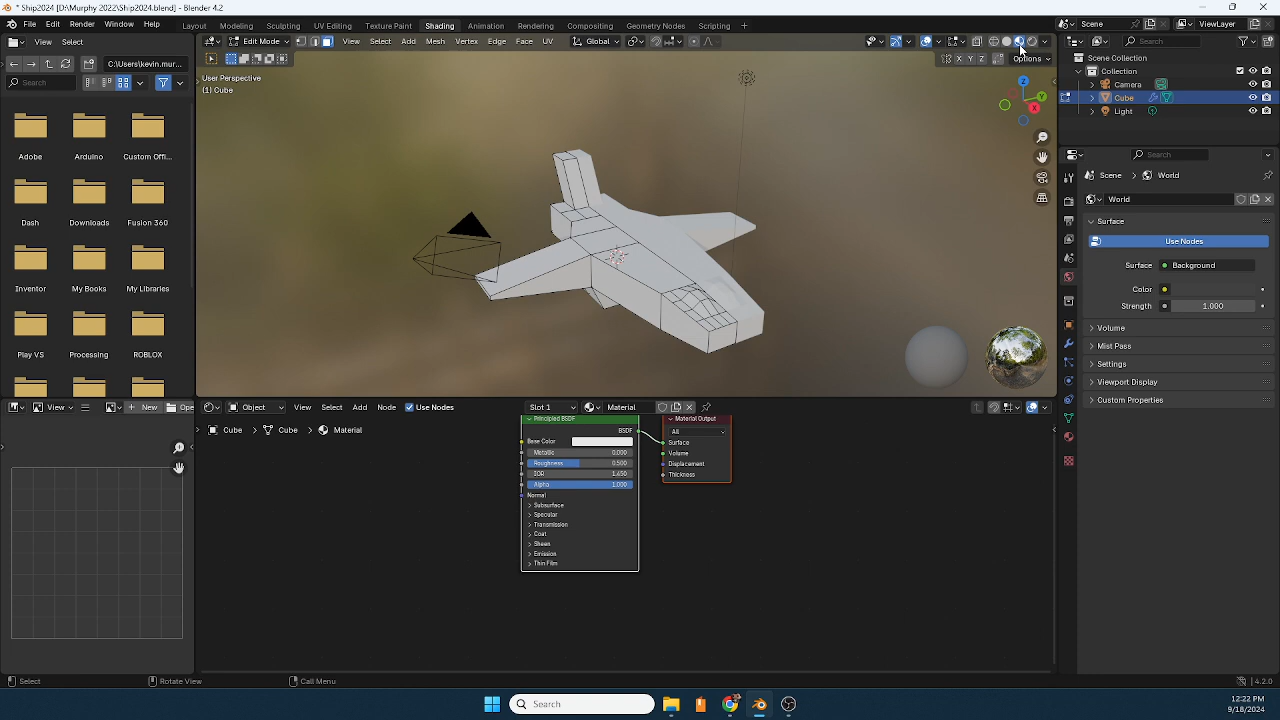 * Ship2024 [D:\Murphy 2022\Ship2024.blend] - Blender 4.2
File Edit Render Window Help Layout Modeling Sculpting UV Editing Texture Paint Shading Animation Rendering Compositing Geometry Nodes Scripting + Scene ViewLayer
View Select Edit Mode View Select Add Mesh Vertex Edge Face UV Global Search
C:\Users\kevin.mur... X Y Z Options
Search
User Perspective
(1) Cube
Scene Collection
Collection
Camera
Cube
Light
Z
Y
X
Adobe Arduino Custom Offi...
Dash Downloads Fusion 360
Inventor My Books My Libraries
Play VS Processing ROBLOX
Search
Scene > World
World
Surface
Use Nodes
Surface Background
Color
Strength 1.000
Volume
Mist Pass
Settings
Viewport Display
Custom Properties
View New Ope Object View Select Add Node Use Nodes Slot 1 Material
Cube > Cube > Material
Principled BSDF
BSDF
Base Color
Metallic 0.000
Roughness 0.500
IOR 1.450
Alpha 1.000
Normal
Subsurface
Specular
Transmission
Coat
Sheen
Emission
Thin Film
Material Output
All
Surface
Volume
Displacement
Thickness
Select Rotate View Call Menu 4.2.0
Search
12:22 PM
9/18/2024